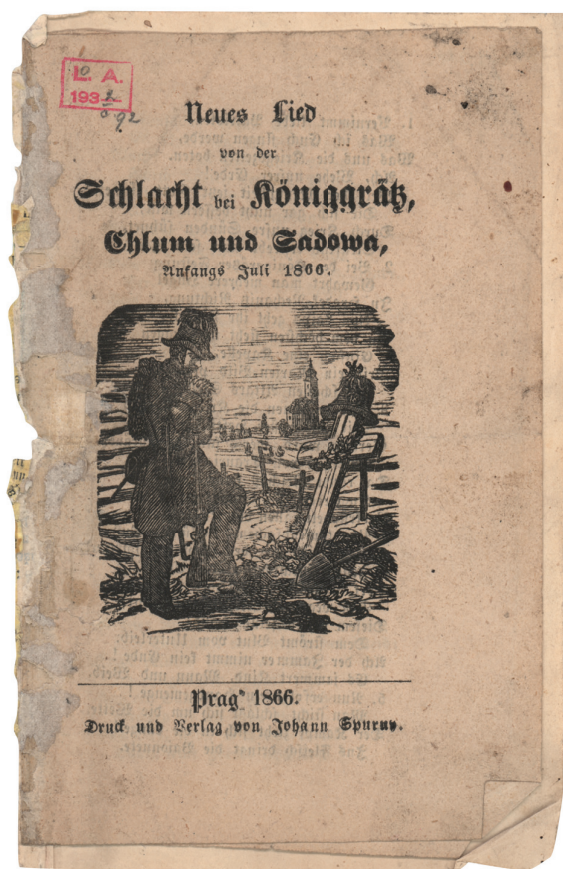 L. A.
193
Neues Lied
von der
Schlacht bei Königgrätz,
Chlum und Sadowa,
Anfangs Juli 1866.
Prag 1866.
Druck und Verlag von Johann Spurny.